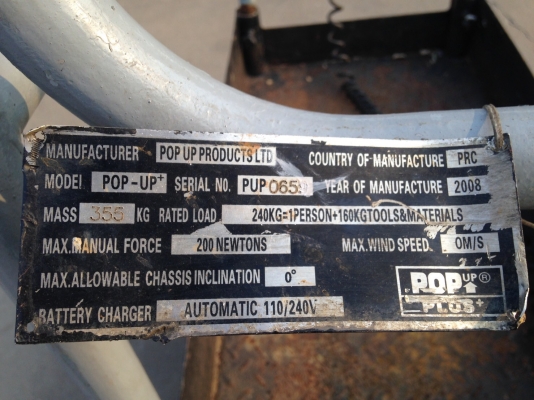 MANUFACTURER POP UP PRODUCTS LTD COUNTRY OF MANUFACTURE PRC
MODEL POP-UP+ SERIAL NO. PUP 065 YEAR OF MANUFACTURE 2008
MASS 355 KG RATED LOAD 240KG=1PERSON+160KGTOOLS&MATERIALS
MAX.MANUAL FORCE 200 NEWTONS MAX.WIND SPEED. 0M/S
MAX.ALLOWABLE CHASSIS INCLINATION 0°
BATTERY CHARGER AUTOMATIC 110/240V
POP UP®
PLUS+